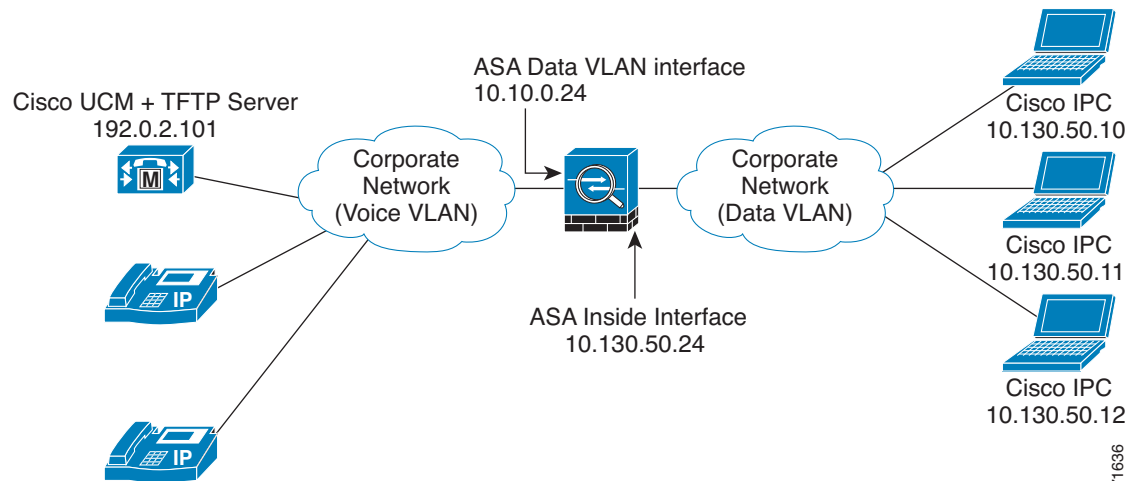 Cisco UCM + TFTP Server
192.0.2.101
M
IP
IP
Corporate
Network
(Voice VLAN)
ASA Data VLAN interface
10.10.0.24
ASA Inside Interface
10.130.50.24
Corporate
Network
(Data VLAN)
Cisco IPC
10.130.50.10
Cisco IPC
10.130.50.11
Cisco IPC
10.130.50.12